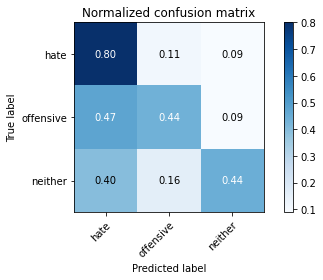 Normalized confusion matrix
hate 0.80 0.11 0.09
offensive 0.47 0.44 0.09
neither 0.40 0.16 0.44
hate offensive neither
True label
Predicted label
0.8
0.7
0.6
0.5
0.4
0.3
0.2
0.1